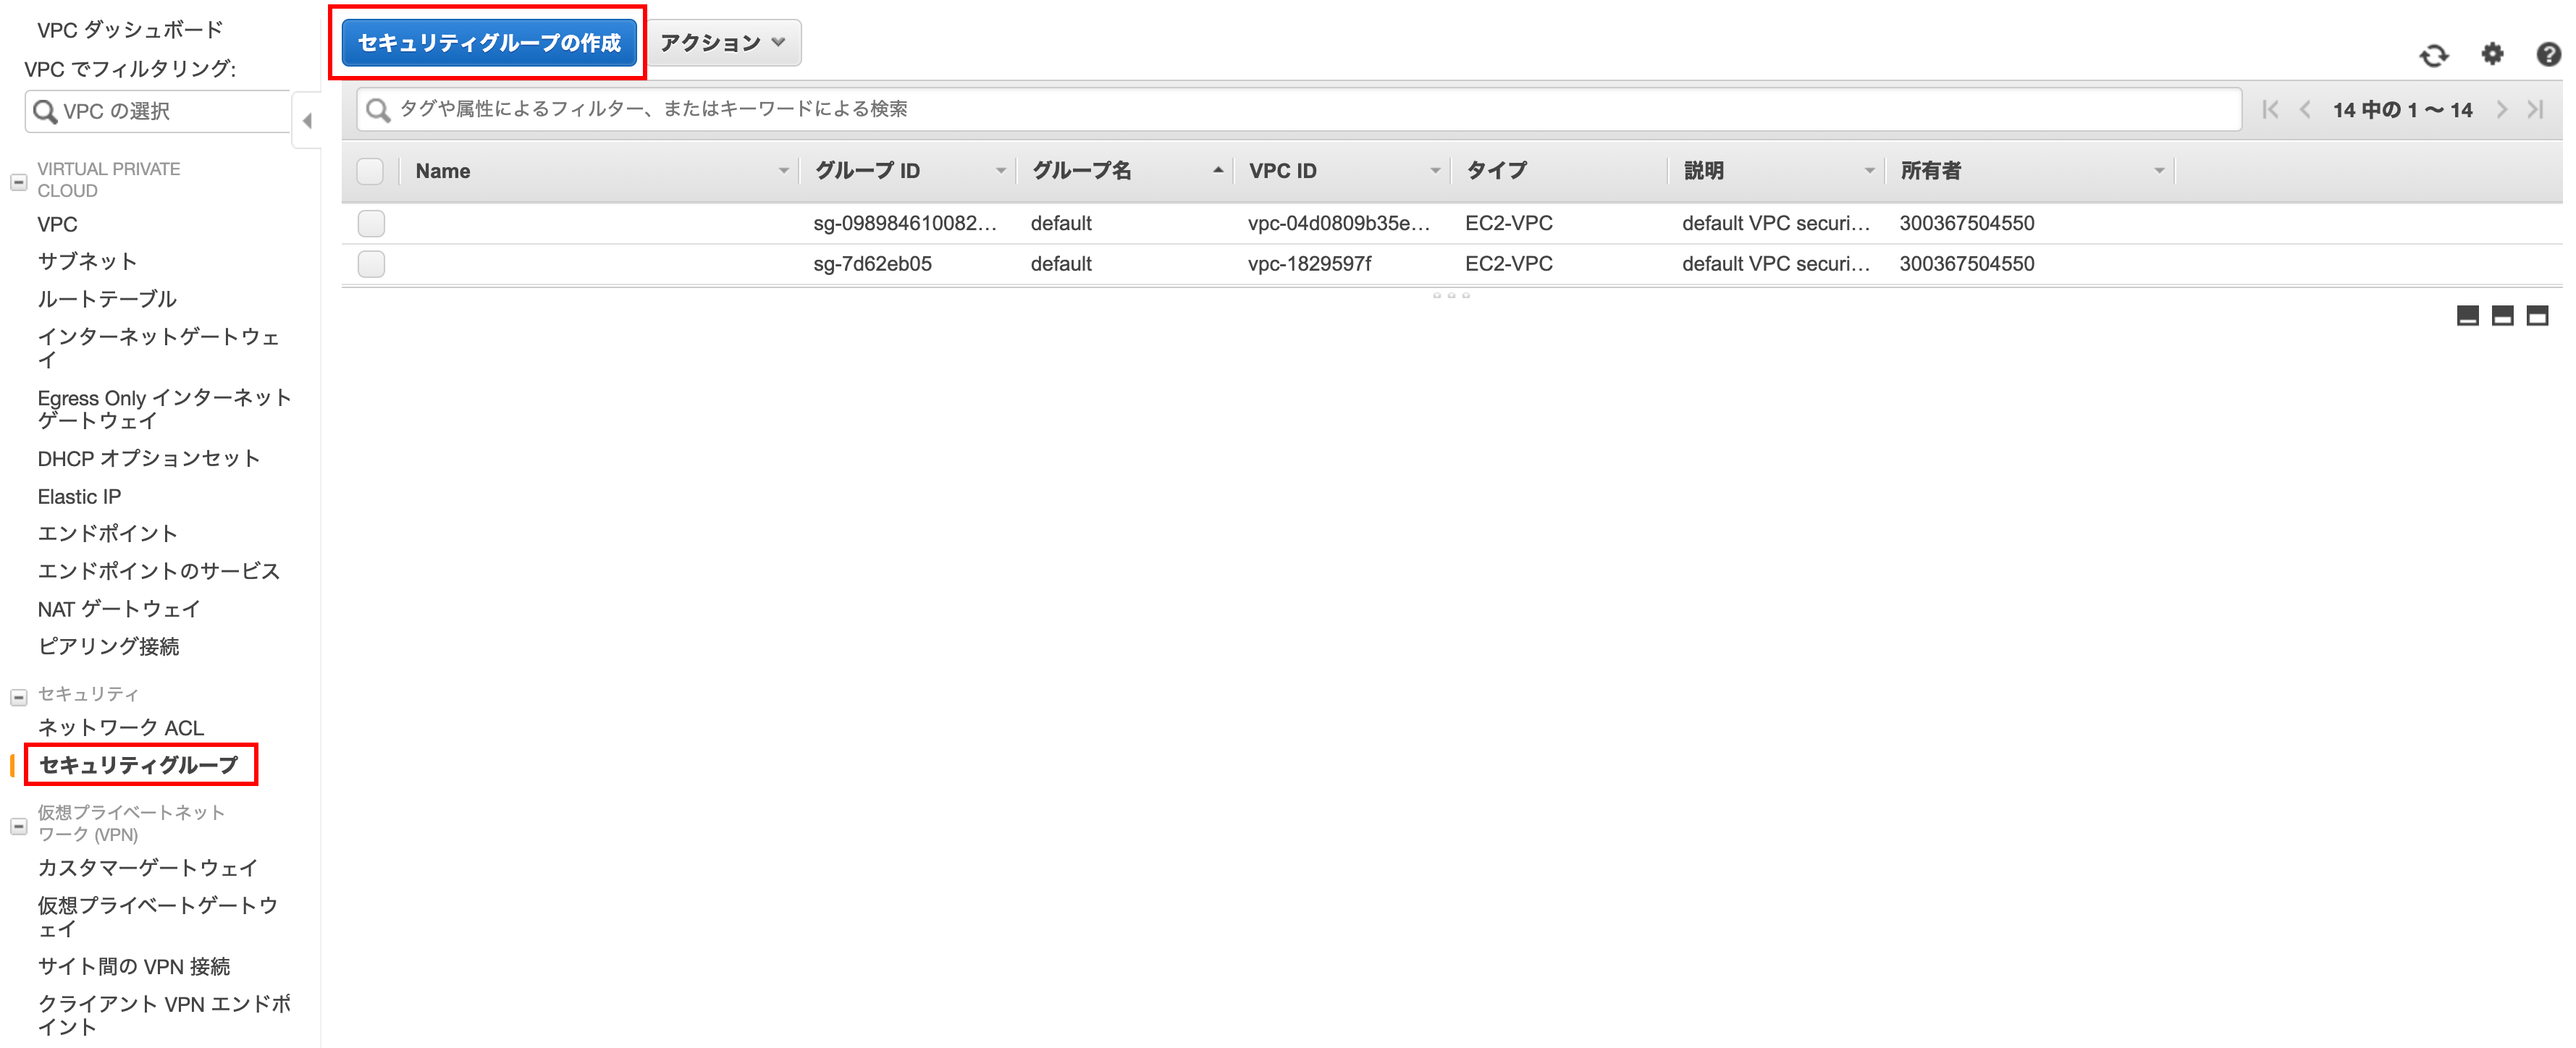 VPC ダッシュボード
VPC でフィルタリング:
VPC の選択
VIRTUAL PRIVATE
CLOUD
VPC
サブネット
ルートテーブル
インターネットゲートウェ
イ
Egress Only インターネット
ゲートウェイ
DHCP オプションセット
Elastic IP
エンドポイント
エンドポイントのサービス
NAT ゲートウェイ
ピアリング接続
セキュリティ
ネットワーク ACL
セキュリティグループ
仮想プライベートネット
ワーク (VPN)
カスタマーゲートウェイ
仮想プライベートゲートウ
ェイ
サイト間の VPN 接続
クライアント VPN エンドポ
イント
セキュリティグループの作成 アクション
タグや属性によるフィルター、またはキーワードによる検索 14 中の 1 〜 14
Name グループ ID グループ名 VPC ID タイプ 説明 所有者
sg-098984610082… default vpc-04d0809b35e… EC2-VPC default VPC securi… 300367504550
sg-7d62eb05 default vpc-1829597f EC2-VPC default VPC securi… 300367504550